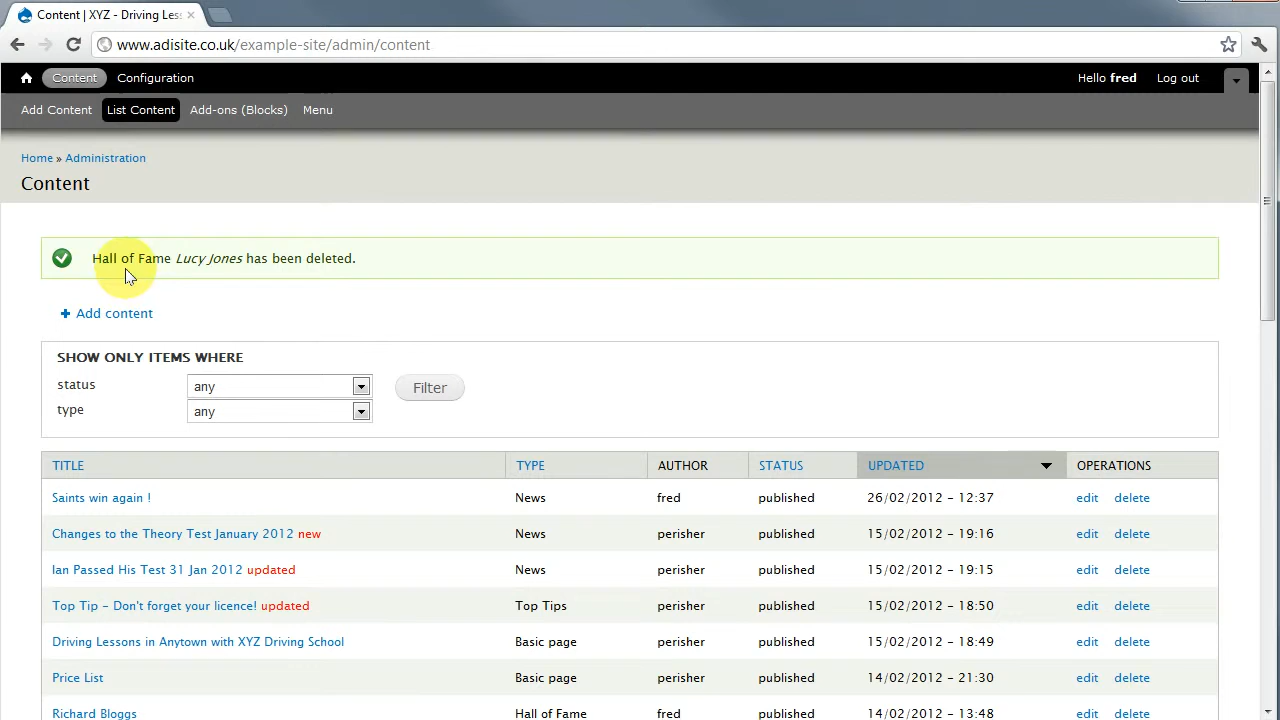 Content | XYZ - Driving Les
www.adisite.co.uk/example-site/admin/content
Content Configuration Hello fred Log out
Add Content List Content Add-ons (Blocks) Menu
Home » Administration
Content
Hall of Fame Lucy Jones has been deleted.
+ Add content
SHOW ONLY ITEMS WHERE
status any Filter
type any
TITLE TYPE AUTHOR STATUS UPDATED OPERATIONS
Saints win again ! News fred published 26/02/2012 - 12:37 edit delete
Changes to the Theory Test January 2012 new News perisher published 15/02/2012 - 19:16 edit delete
Ian Passed His Test 31 Jan 2012 updated News perisher published 15/02/2012 - 19:15 edit delete
Top Tip - Don't forget your licence! updated Top Tips perisher published 15/02/2012 - 18:50 edit delete
Driving Lessons in Anytown with XYZ Driving School Basic page perisher published 15/02/2012 - 18:49 edit delete
Price List Basic page perisher published 14/02/2012 - 21:30 edit delete
Richard Bloggs Hall of Fame fred published 14/02/2012 - 13:48 edit delete